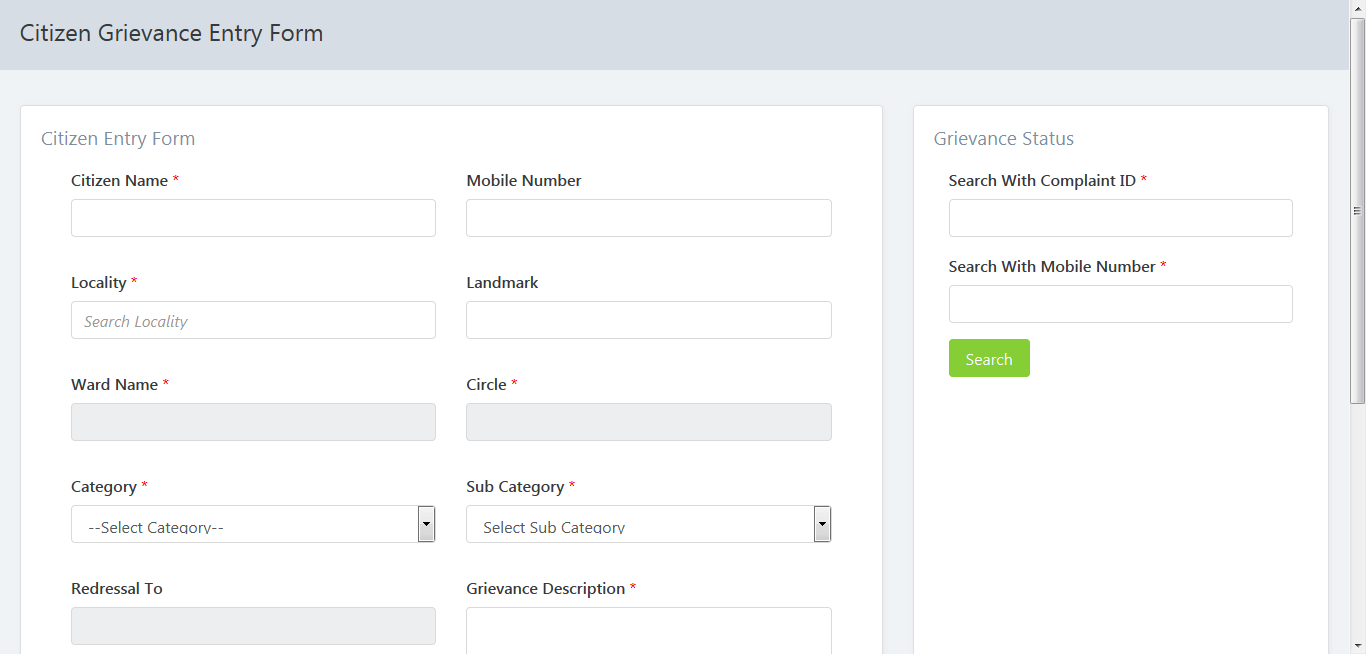 Citizen Grievance Entry Form
Citizen Entry Form
Citizen Name *
Mobile Number
Locality *
Search Locality
Landmark
Ward Name *
Circle *
Category *
--Select Category--
Sub Category *
Select Sub Category
Redressal To
Grievance Description *
Grievance Status
Search With Complaint ID *
Search With Mobile Number *
Search